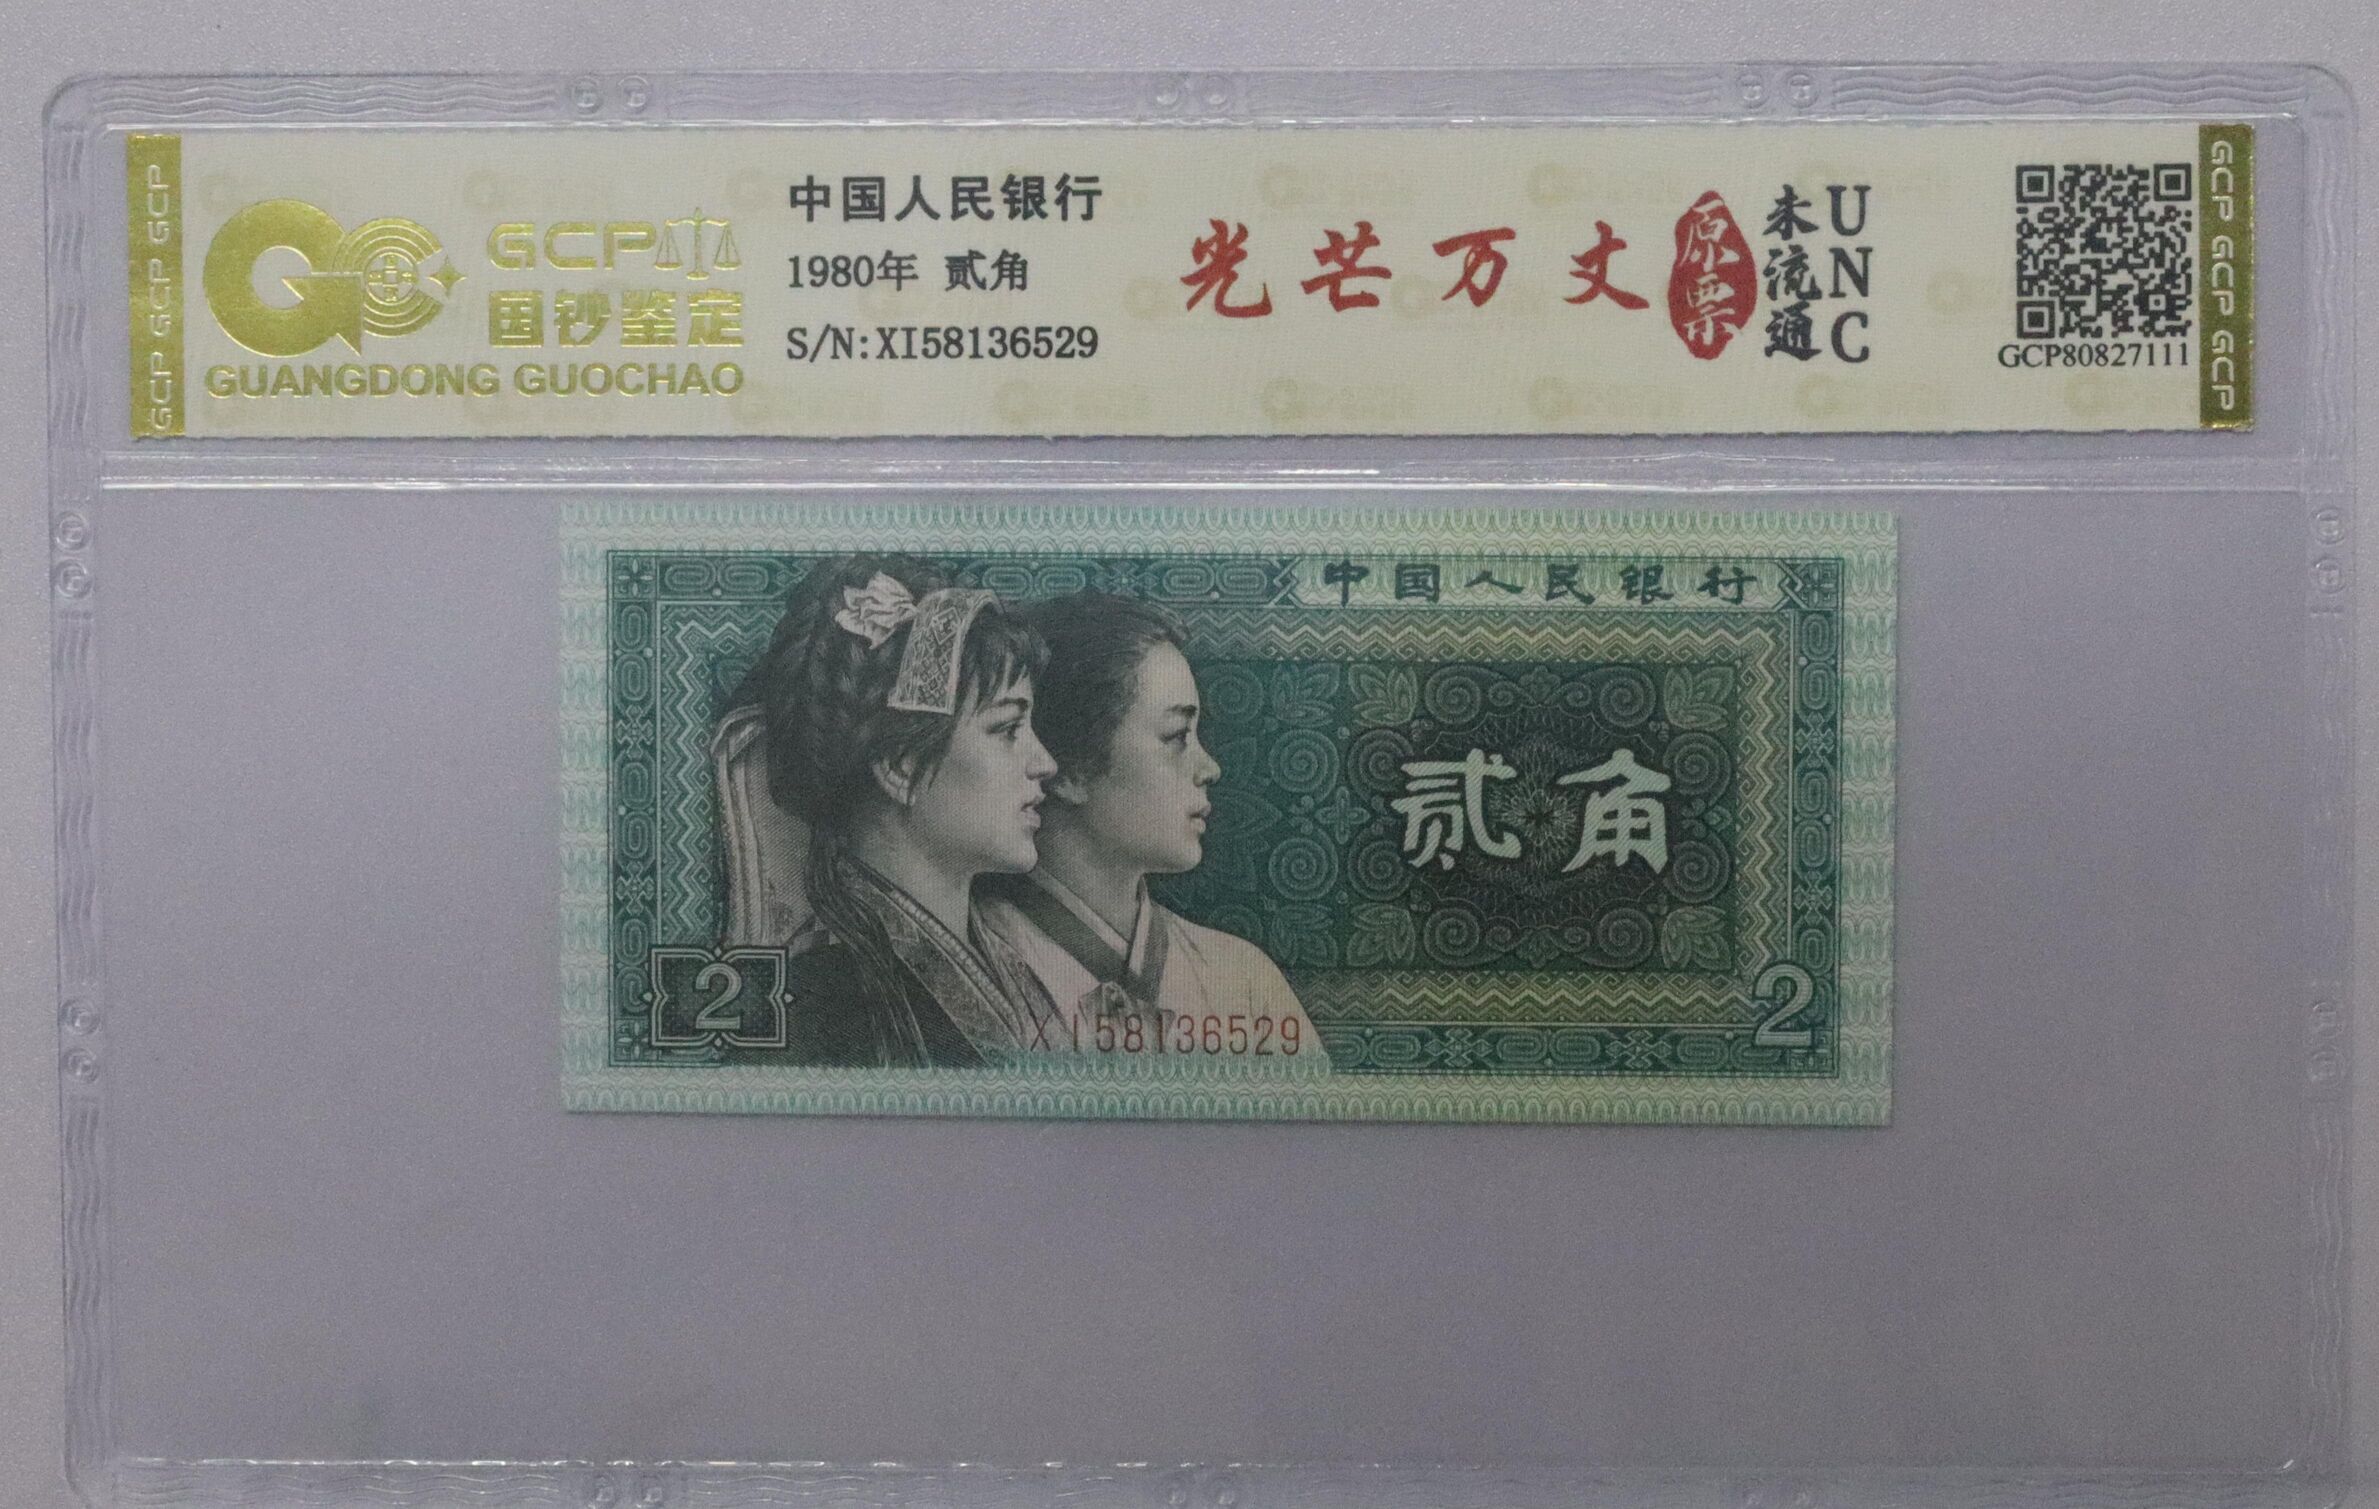 GCP GCP GCP
GCP
国钞鉴定
GUANGDONG GUOCHAO
中国人民银行
1980年 贰角
S/N:XI58136529
光芒万丈
原票
未流通
UNC
GCP80827111
GCP GCP GCP
中国人民银行
贰角
2
2
XI58136529